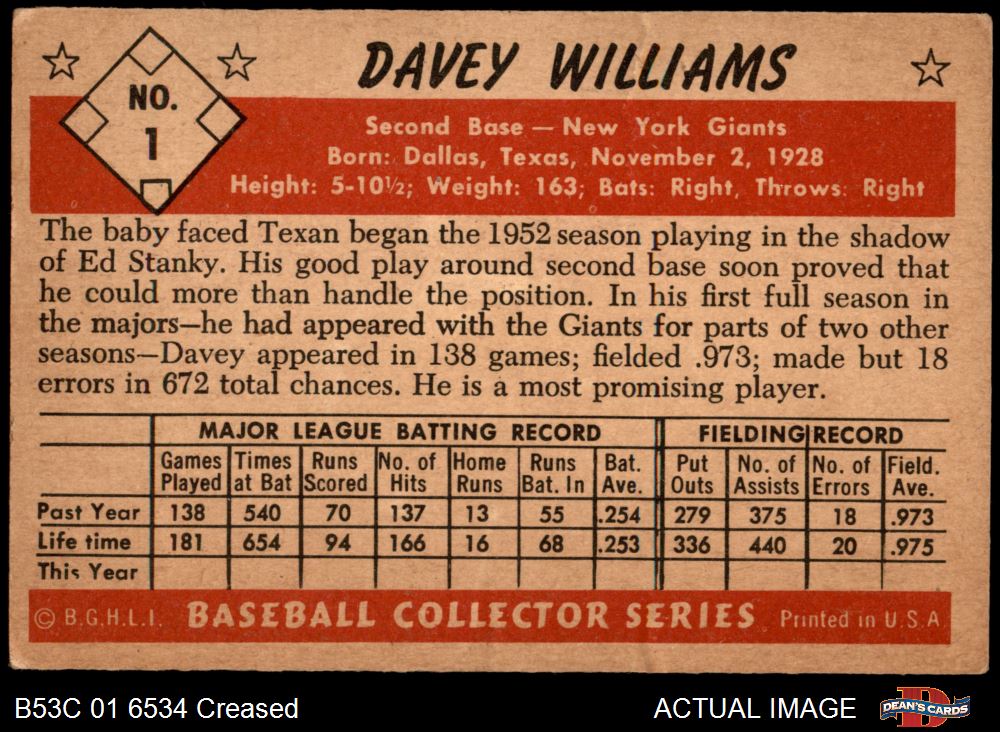 NO.
1
DAVEY WILLIAMS
Second Base — New York Giants
Born: Dallas, Texas, November 2, 1928
Height: 5-10½; Weight: 163; Bats: Right, Throws: Right
The baby faced Texan began the 1952 season playing in the shadow
of Ed Stanky. His good play around second base soon proved that
he could more than handle the position. In his first full season in
the majors—he had appeared with the Giants for parts of two other
seasons—Davey appeared in 138 games; fielded .973; made but 18
errors in 672 total chances. He is a most promising player.
MAJOR LEAGUE BATTING RECORD FIELDING RECORD
Games Played Times at Bat Runs Scored No. of Hits Home Runs Runs Bat. In Bat. Ave. Put Outs No. of Assists No. of Errors Field. Ave.
Past Year 138 540 70 137 13 55 .254 279 375 18 .973
Life time 181 654 94 166 16 68 .253 336 440 20 .975
This Year
© B.G.H.L.I. BASEBALL COLLECTOR SERIES Printed in U.S.A.
B53C 01 6534 Creased ACTUAL IMAGE D DEAN'S CARDS